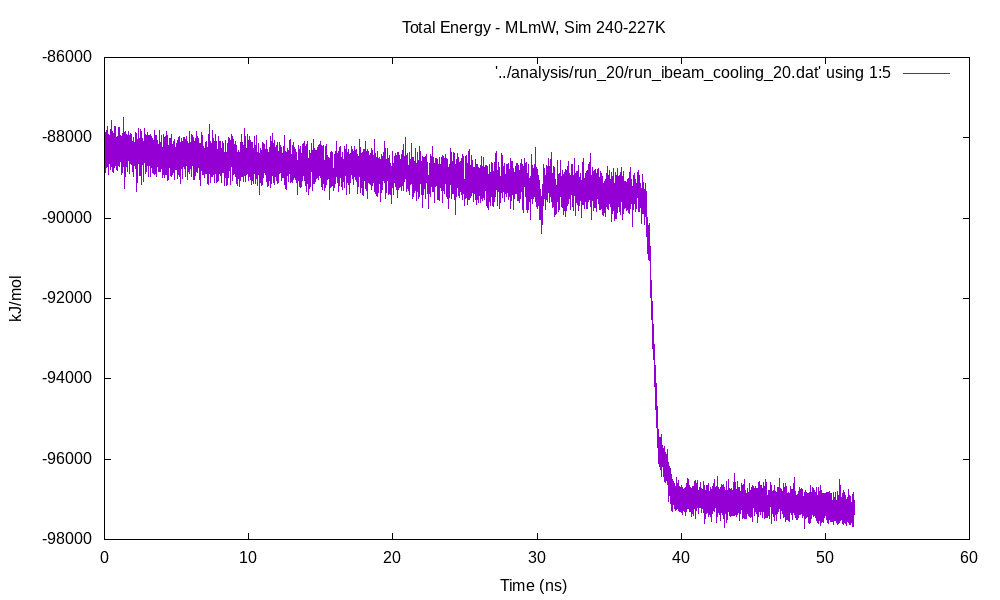 Total Energy - MLmW, Sim 240-227K
'../analysis/run_20/run_ibeam_cooling_20.dat' using 1:5
-86000
-88000
-90000
-92000
-94000
-96000
-98000
kJ/mol
0 10 20 30 40 50 60
Time (ns)